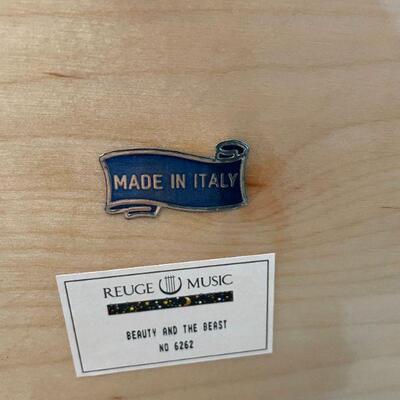 MADE IN ITALY
REUGE MUSIC
BEAUTY AND THE BEAST
NO 6262